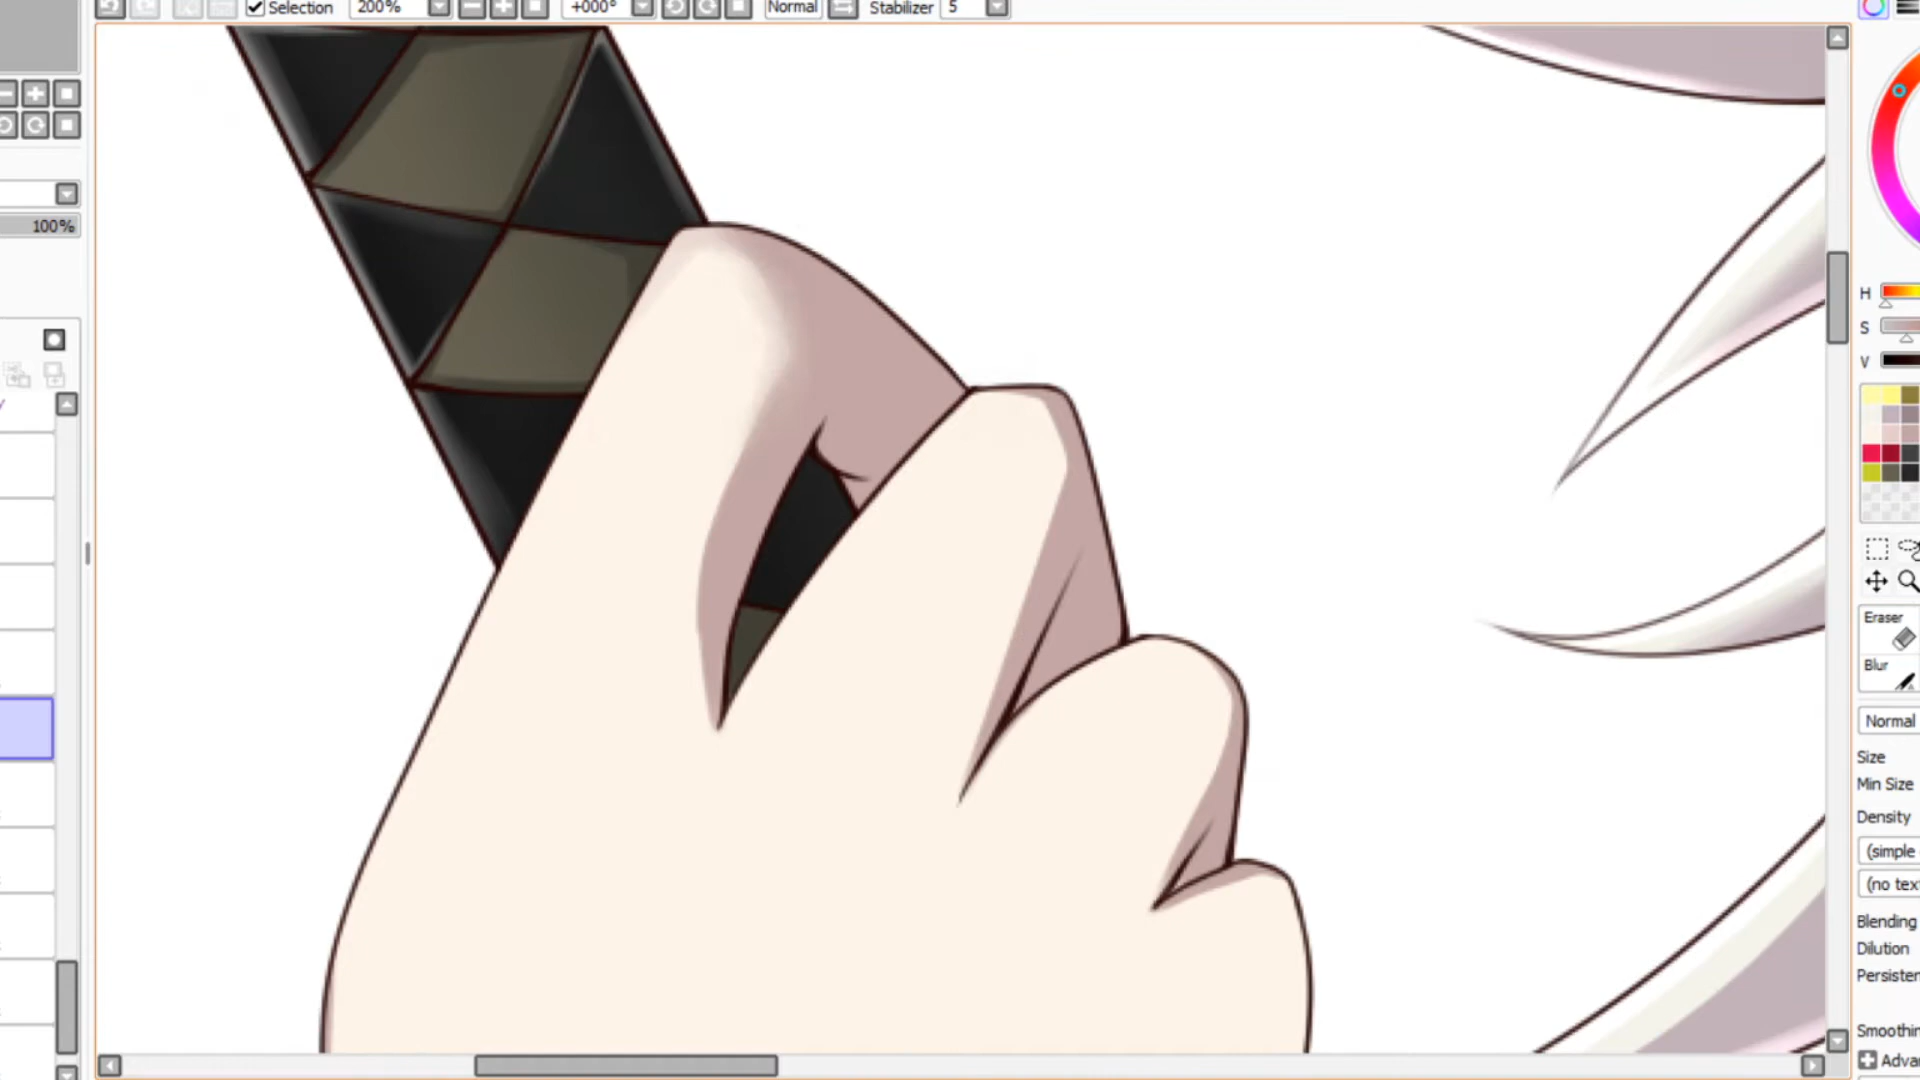 Selection 200% +000° Normal Stabilizer 5
100%
H
S
V
Eraser
Blur
Normal
Size
Min Size
Density
(simple
(no tex
Blending
Dilution
Persisten
Smoothin
Adva